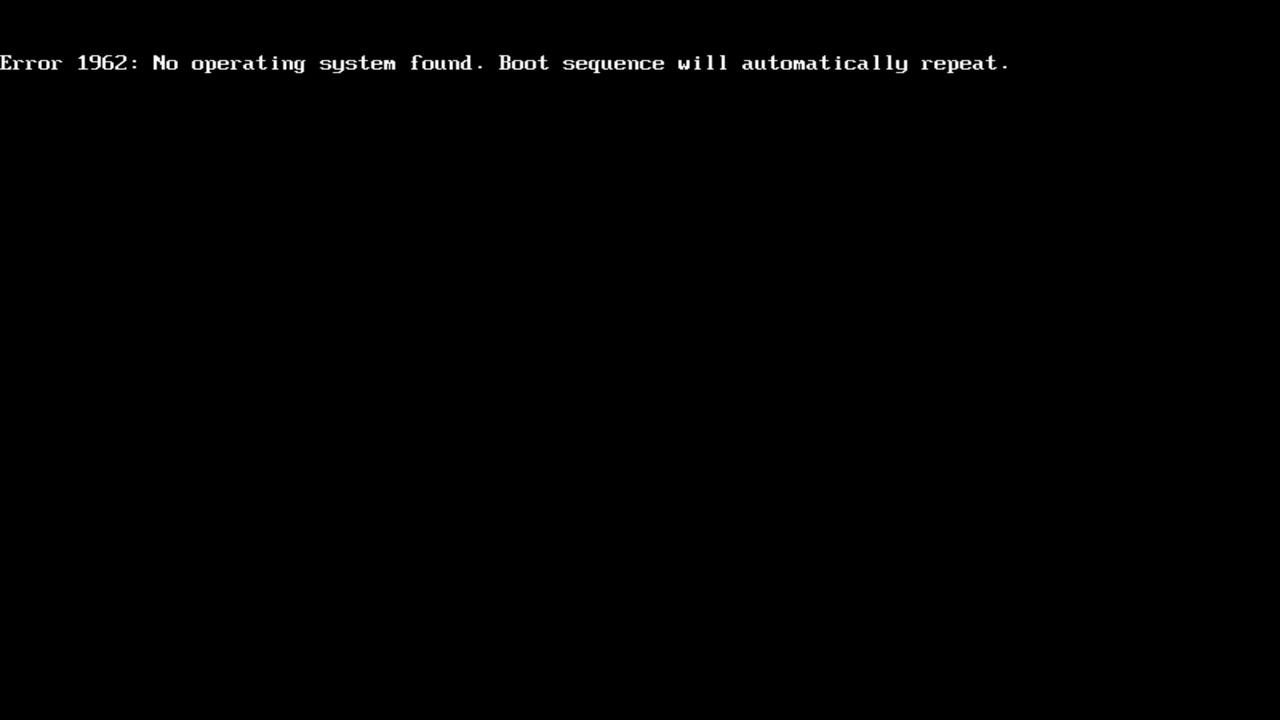 Error 1962: No operating system found. Boot sequence will automatically repeat.